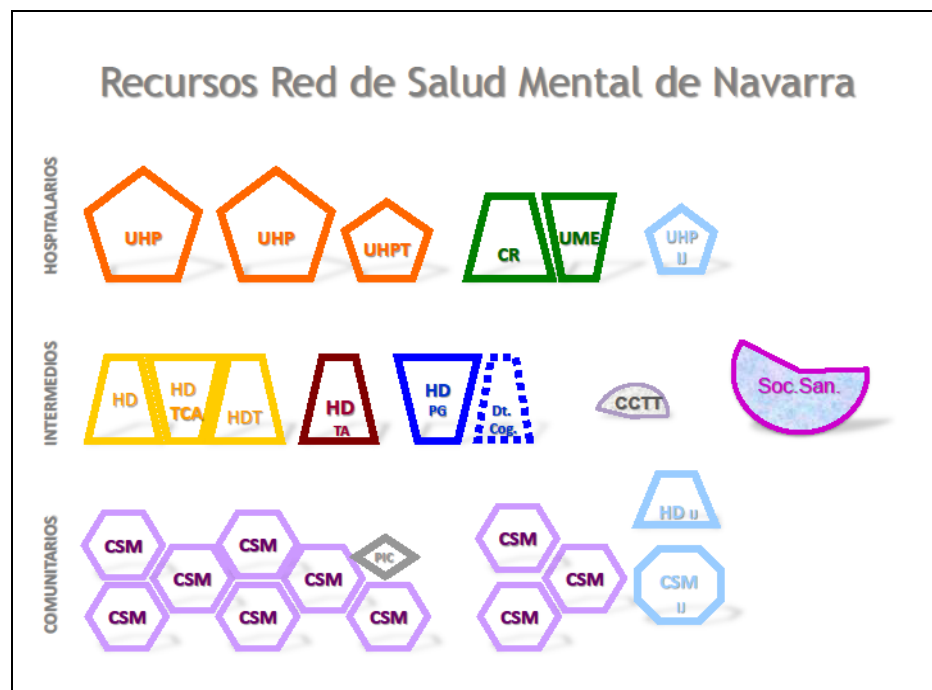 Recursos Red de Salud Mental de Navarra
HOSPITALARIOS
UHP
UHP
UHPT
CR
UME
UHP
IJ
INTERMEDIOS
HD
HD
TCA
HDT
HD
TA
HD
PG
Dt.
Cog.
CCTT
Soc.San.
COMUNITARIOS
CSM
CSM
CSM
CSM
CSM
CSM
CSM
PIC
CSM
CSM
CSM
HD IJ
CSM
IJ